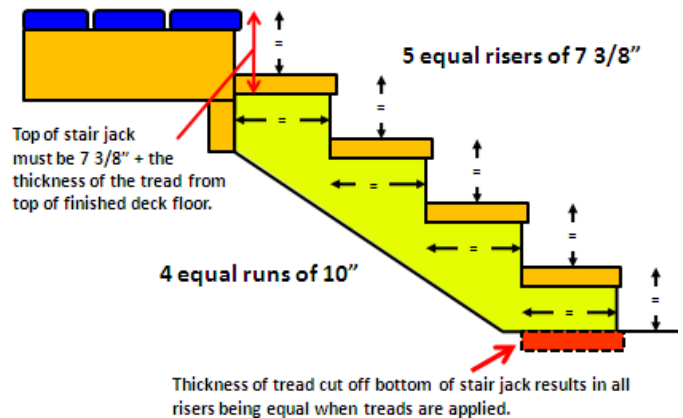 5 equal risers of 7 3/8”
=
=
=
=
=
=
=
=
=
Top of stair jack
must be 7 3/8” + the
thickness of the tread from
top of finished deck floor.
4 equal runs of 10”
Thickness of tread cut off bottom of stair jack results in all
risers being equal when treads are applied.